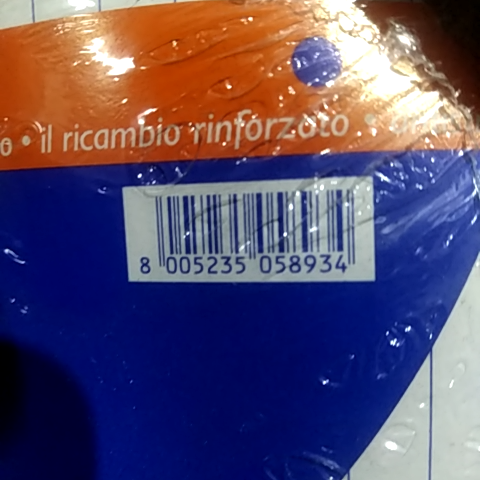 o • il ricambio rinforzato •
8 005235 058934